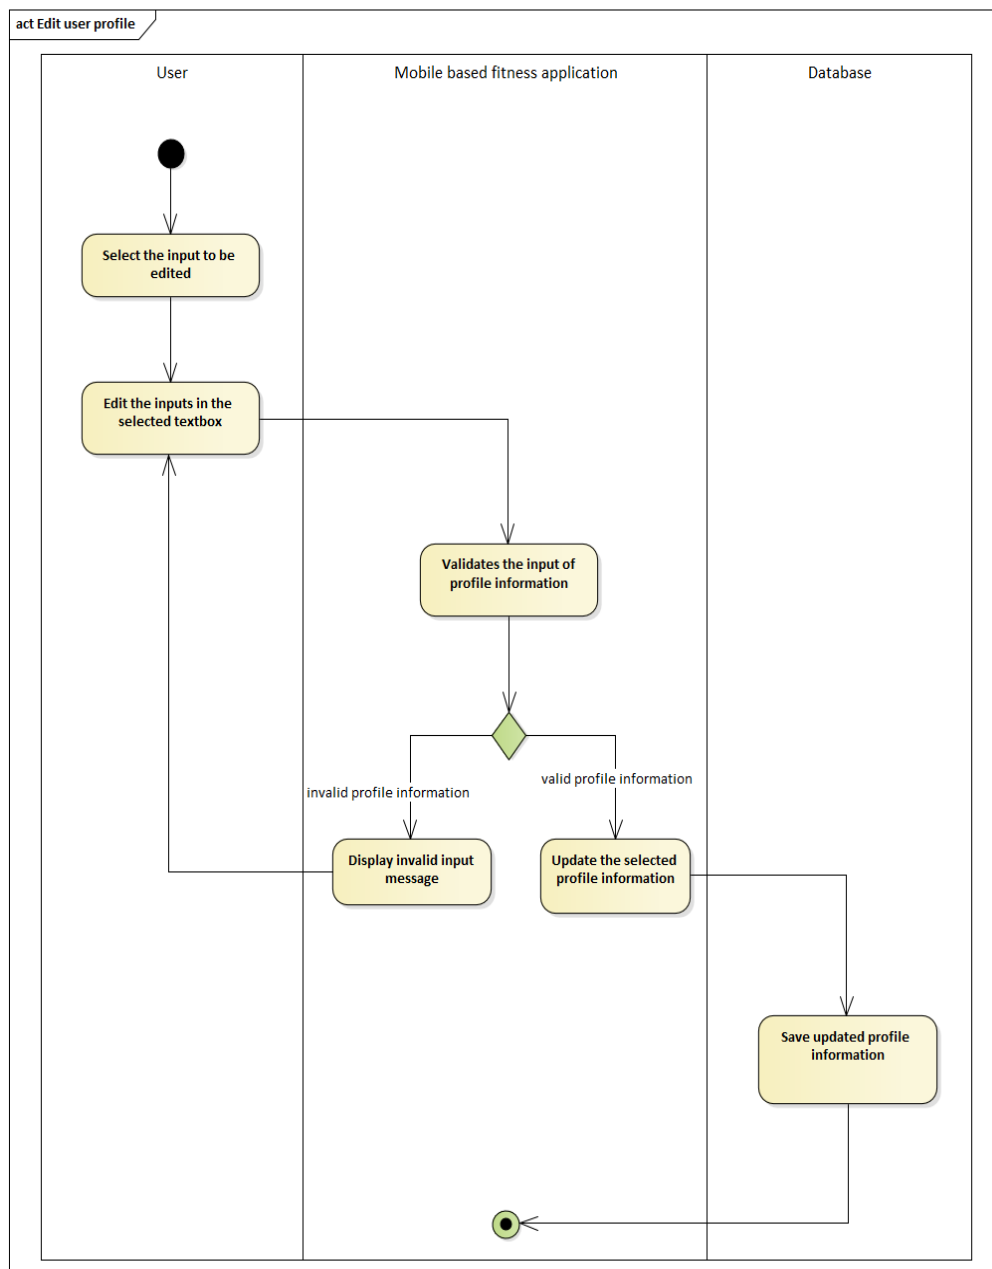 act Edit user profile
User
Mobile based fitness application
Database
Select the input to be
edited
Edit the inputs in the
selected textbox
Validates the input of
profile information
invalid profile information
valid profile information
Display invalid input
message
Update the selected
profile information
Save updated profile
information